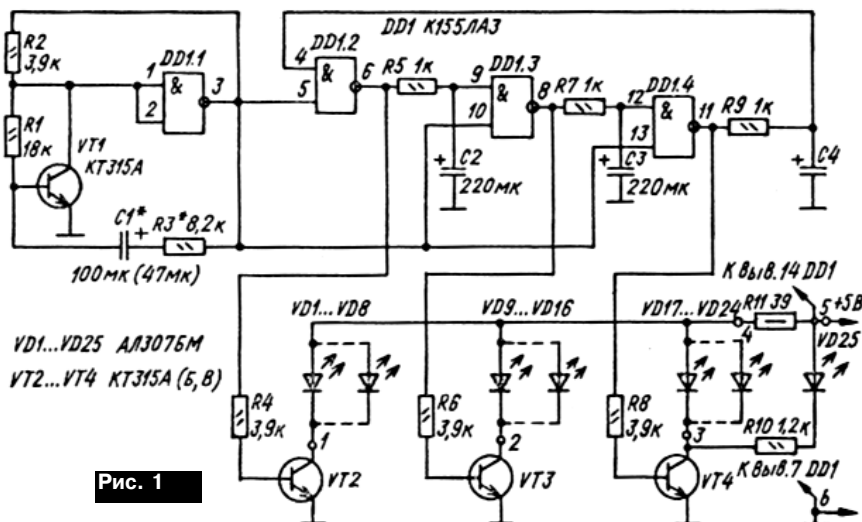 DD1 К155ЛА3
R2
3,9к
DD1.1
1
2
&
3
DD1.2
4
5
&
6
R5 1к
DD1.3
9
10
&
8
R7 1к
DD1.4
12
13
&
11
R9 1к
R1
18к
VT1
КТ315А
C1*
+
R3* 8,2к
100мк (47мк)
+
C2
220мк
+
C3
220мк
+
C4
К выв.14 DD1
VD1...VD8
VD9...VD16
VD17...VD24
R11 39
4
5
+5В
VD25
VD1...VD25 АЛ307БМ
VT2...VT4 КТ315А (Б, В)
R4
3,9к
1
R6
3,9к
2
R8
3,9к
3
R10 1,2к
К выв.7 DD1
6
VT2
VT3
VT4
Рис. 1